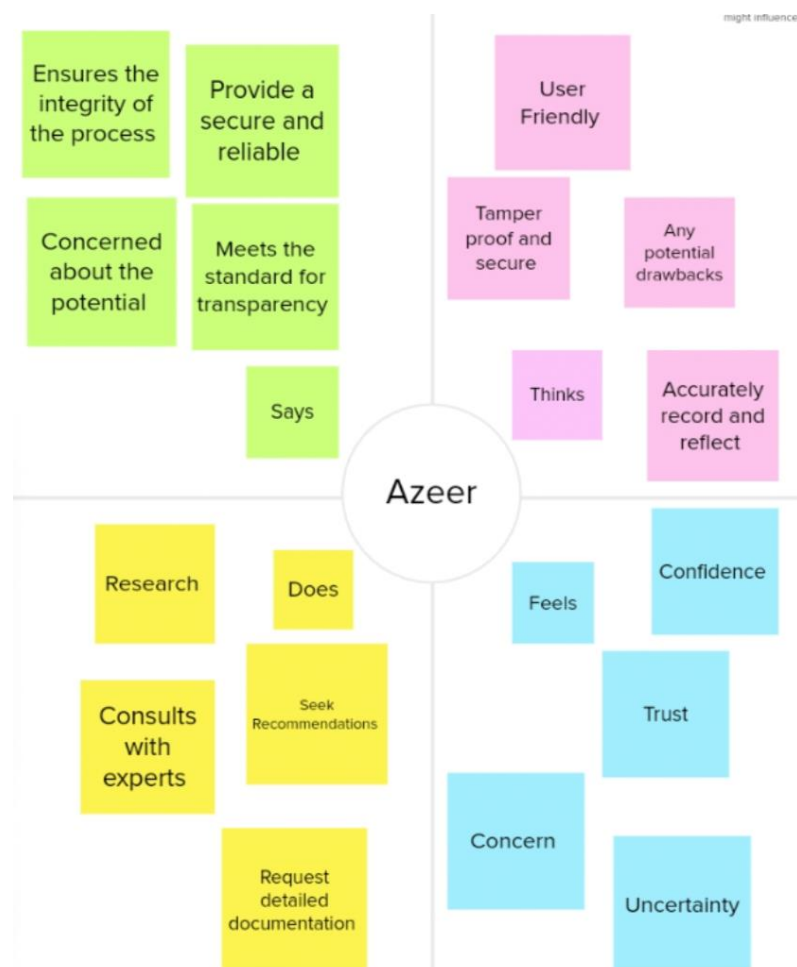 might influence
Ensures the
integrity of
the process
Provide a
secure and
reliable
Concerned
about the
potential
Meets the
standard for
transparency
Says
User
Friendly
Tamper
proof and
secure
Any
potential
drawbacks
Thinks
Accurately
record and
reflect
Azeer
Research
Does
Consults
with
experts
Seek
Recommendations
Request
detailed
documentation
Feels
Confidence
Trust
Concern
Uncertainty